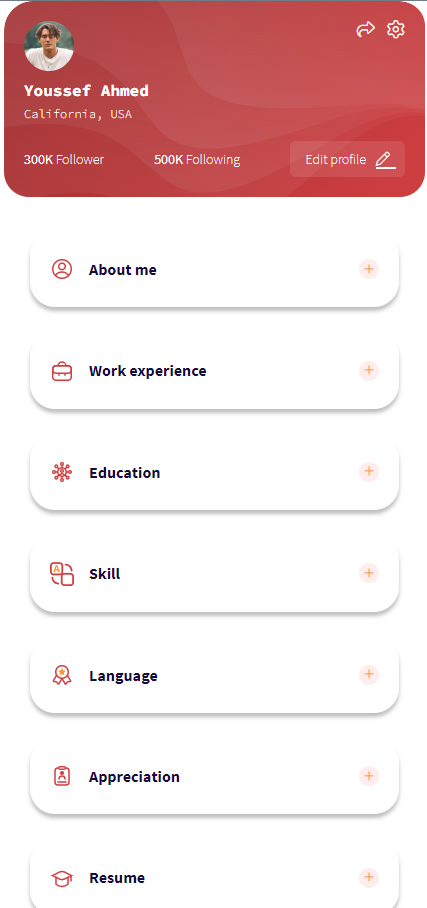 Youssef Ahmed
California, USA
300K Follower 500K Following Edit profile
About me
Work experience
Education
Skill
Language
Appreciation
Resume